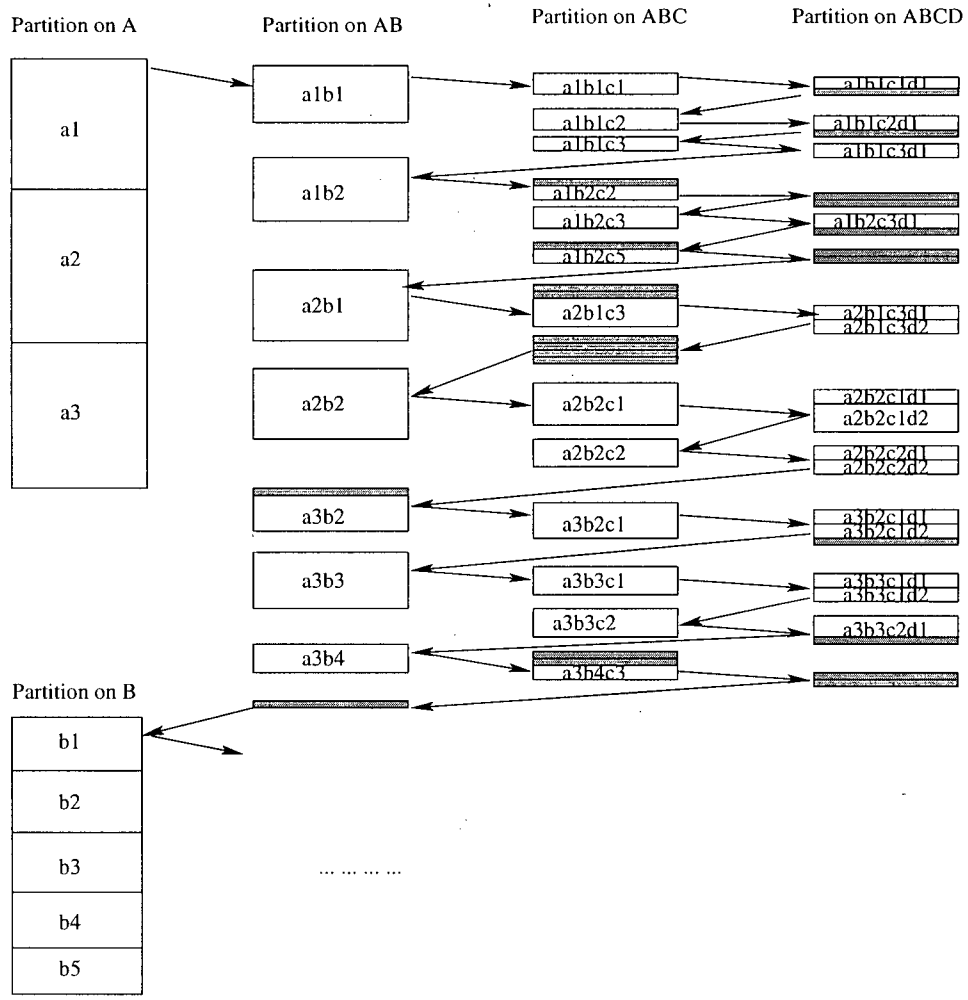 Partition on A
Partition on AB
Partition on ABC
Partition on ABCD
a1
a2
a3
a1b1
a1b2
a2b1
a2b2
a3b2
a3b3
a3b4
a1b1c1
a1b1c2
a1b1c3
a1b2c2
a1b2c3
a1b2c5
a2b1c3
a2b2c1
a2b2c2
a3b2c1
a3b3c1
a3b3c2
a3b4c3
a1b1c1d1
a1b1c2d1
a1b1c3d1
a1b2c3d1
a2b1c3d1
a2b1c3d2
a2b2c1d1
a2b2c1d2
a2b2c2d1
a2b2c2d2
a3b2c1d1
a3b2c1d2
a3b3c1d1
a3b3c1d2
a3b3c2d1
Partition on B
b1
b2
b3
b4
b5
... ... ... ...